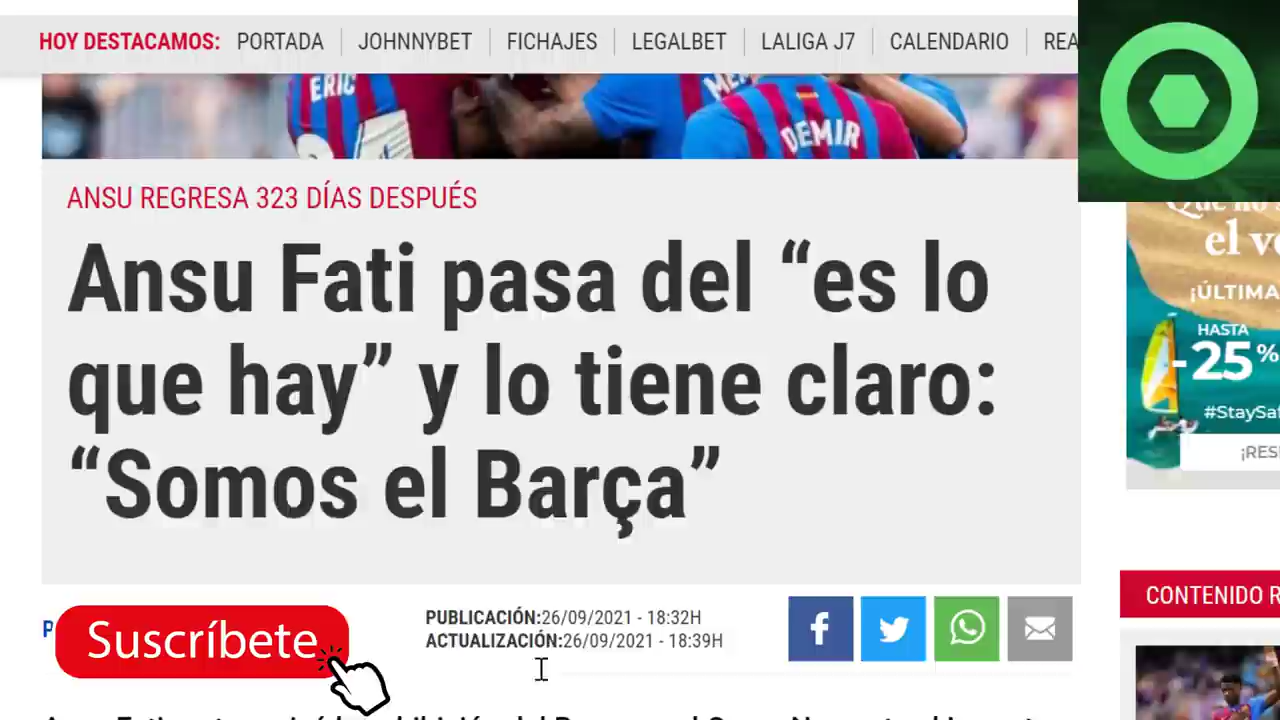 HOY DESTACAMOS: PORTADA JOHNNYBET FICHAJES LEGALBET LALIGA J7 CALENDARIO
ERIC
DEMIR
ANSU REGRESA 323 DÍAS DESPUÉS
Ansu Fati pasa del “es lo
que hay” y lo tiene claro:
“Somos el Barça”
el
¡ÚLTIMA
HASTA
-25%
PUBLICACIÓN:26/09/2021 - 18:32H
ACTUALIZACIÓN:26/09/2021 - 18:39H
Suscríbete
CONTENIDO